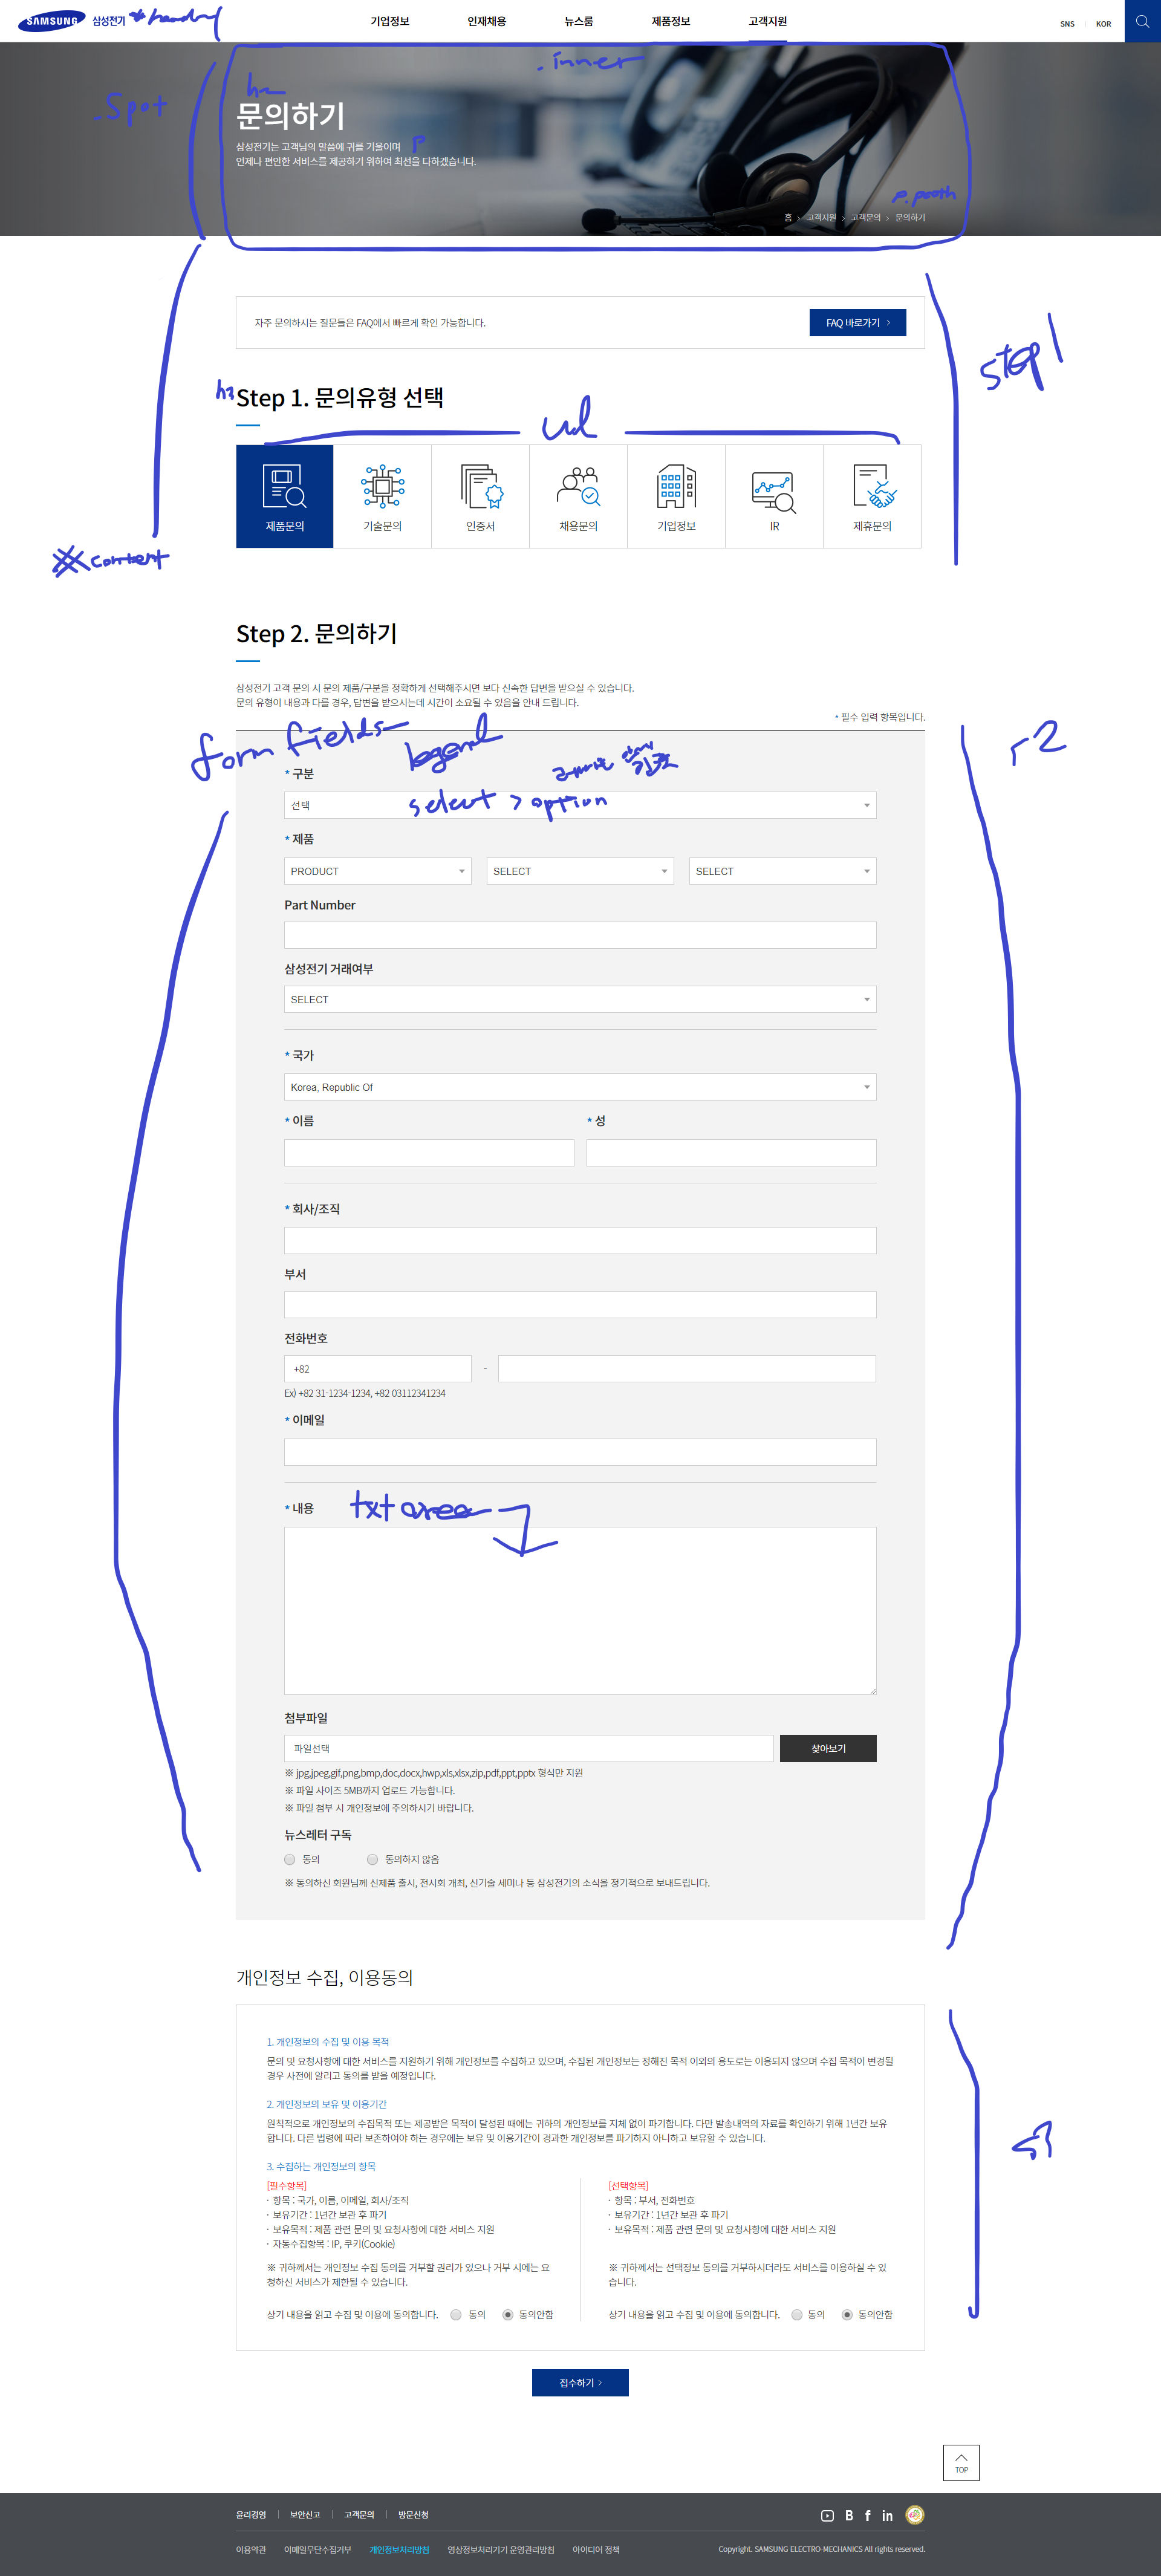 SAMSUNG 삼성전기 기업정보 인재채용 뉴스룸 제품정보 고객지원 SNS KOR
.inner
.Spot
h2
문의하기
삼성전기는 고객님의 말씀에 귀를 기울이며 P
언제나 편안한 서비스를 제공하기 위하여 최선을 다하겠습니다.
홈 > 고객지원 > 고객문의 > 문의하기
자주 문의하시는 질문들은 FAQ에서 빠르게 확인 가능합니다. FAQ 바로가기 >
step1
h3
Step 1. 문의유형 선택
ul
제품문의 기술문의 인증서 채용문의 기업정보 IR 제휴문의
content
Step 2. 문의하기
삼성전기 고객 문의 시 문의 제품/구분을 정확하게 선택해주시면 보다 신속한 답변을 받으실 수 있습니다.
문의 유형이 내용과 다를 경우, 답변을 받으시는데 시간이 소요될 수 있음을 안내 드립니다.
* 필수 입력 항목입니다.
form fields legend
* 구분
선택
select > option
* 제품
PRODUCT SELECT SELECT
Part Number
삼성전기 거래여부
SELECT
* 국가
Korea, Republic Of
* 이름 * 성
* 회사/조직
부서
전화번호
+82 -
Ex) +82 31-1234-1234, +82 03112341234
* 이메일
* 내용 txtarea
첨부파일
파일선택 찾아보기
※ jpg,jpeg,gif,png,bmp,doc,docx,hwp,xls,xlsx,zip,pdf,ppt,pptx 형식만 지원
※ 파일 사이즈 5MB까지 업로드 가능합니다.
※ 파일 첨부 시 개인정보에 주의하시기 바랍니다.
뉴스레터 구독
동의 동의하지 않음
※ 동의하신 회원님께 신제품 출시, 전시회 개최, 신기술 세미나 등 삼성전기의 소식을 정기적으로 보내드립니다.
개인정보 수집, 이용동의
1. 개인정보의 수집 및 이용 목적
문의 및 요청사항에 대한 서비스를 지원하기 위해 개인정보를 수집하고 있으며, 수집된 개인정보는 정해진 목적 이외의 용도로는 이용되지 않으며 수집 목적이 변경될
경우 사전에 알리고 동의를 받을 예정입니다.
2. 개인정보의 보유 및 이용기간
원칙적으로 개인정보의 수집목적 또는 제공받은 목적이 달성된 때에는 귀하의 개인정보를 지체 없이 파기합니다. 다만 발송내역의 자료를 확인하기 위해 1년간 보유
합니다. 다른 법령에 따라 보존하여야 하는 경우에는 보유 및 이용기간이 경과한 개인정보를 파기하지 아니하고 보유할 수 있습니다.
3. 수집하는 개인정보의 항목
[필수항목]
· 항목 : 국가, 이름, 이메일, 회사/조직
· 보유기간 : 1년간 보관 후 파기
· 보유목적 : 제품 관련 문의 및 요청사항에 대한 서비스 지원
· 자동수집항목 : IP, 쿠키(Cookie)
※ 귀하께서는 개인정보 수집 동의를 거부할 권리가 있으나 거부 시에는 요
청하신 서비스가 제한될 수 있습니다.
상기 내용을 읽고 수집 및 이용에 동의합니다. 동의 동의안함
[선택항목]
· 항목 : 부서, 전화번호
· 보유기간 : 1년간 보관 후 파기
· 보유목적 : 제품 관련 문의 및 요청사항에 대한 서비스 지원
※ 귀하께서는 선택정보 동의를 거부하시더라도 서비스를 이용하실 수 있
습니다.
상기 내용을 읽고 수집 및 이용에 동의합니다. 동의 동의안함
접수하기 >
TOP
윤리경영 보안신고 고객문의 방문신청
이용약관 이메일무단수집거부 개인정보처리방침 영상정보처리기기 운영관리방침 아이디어 정책 Copyright. SAMSUNG ELECTRO-MECHANICS All rights reserved.